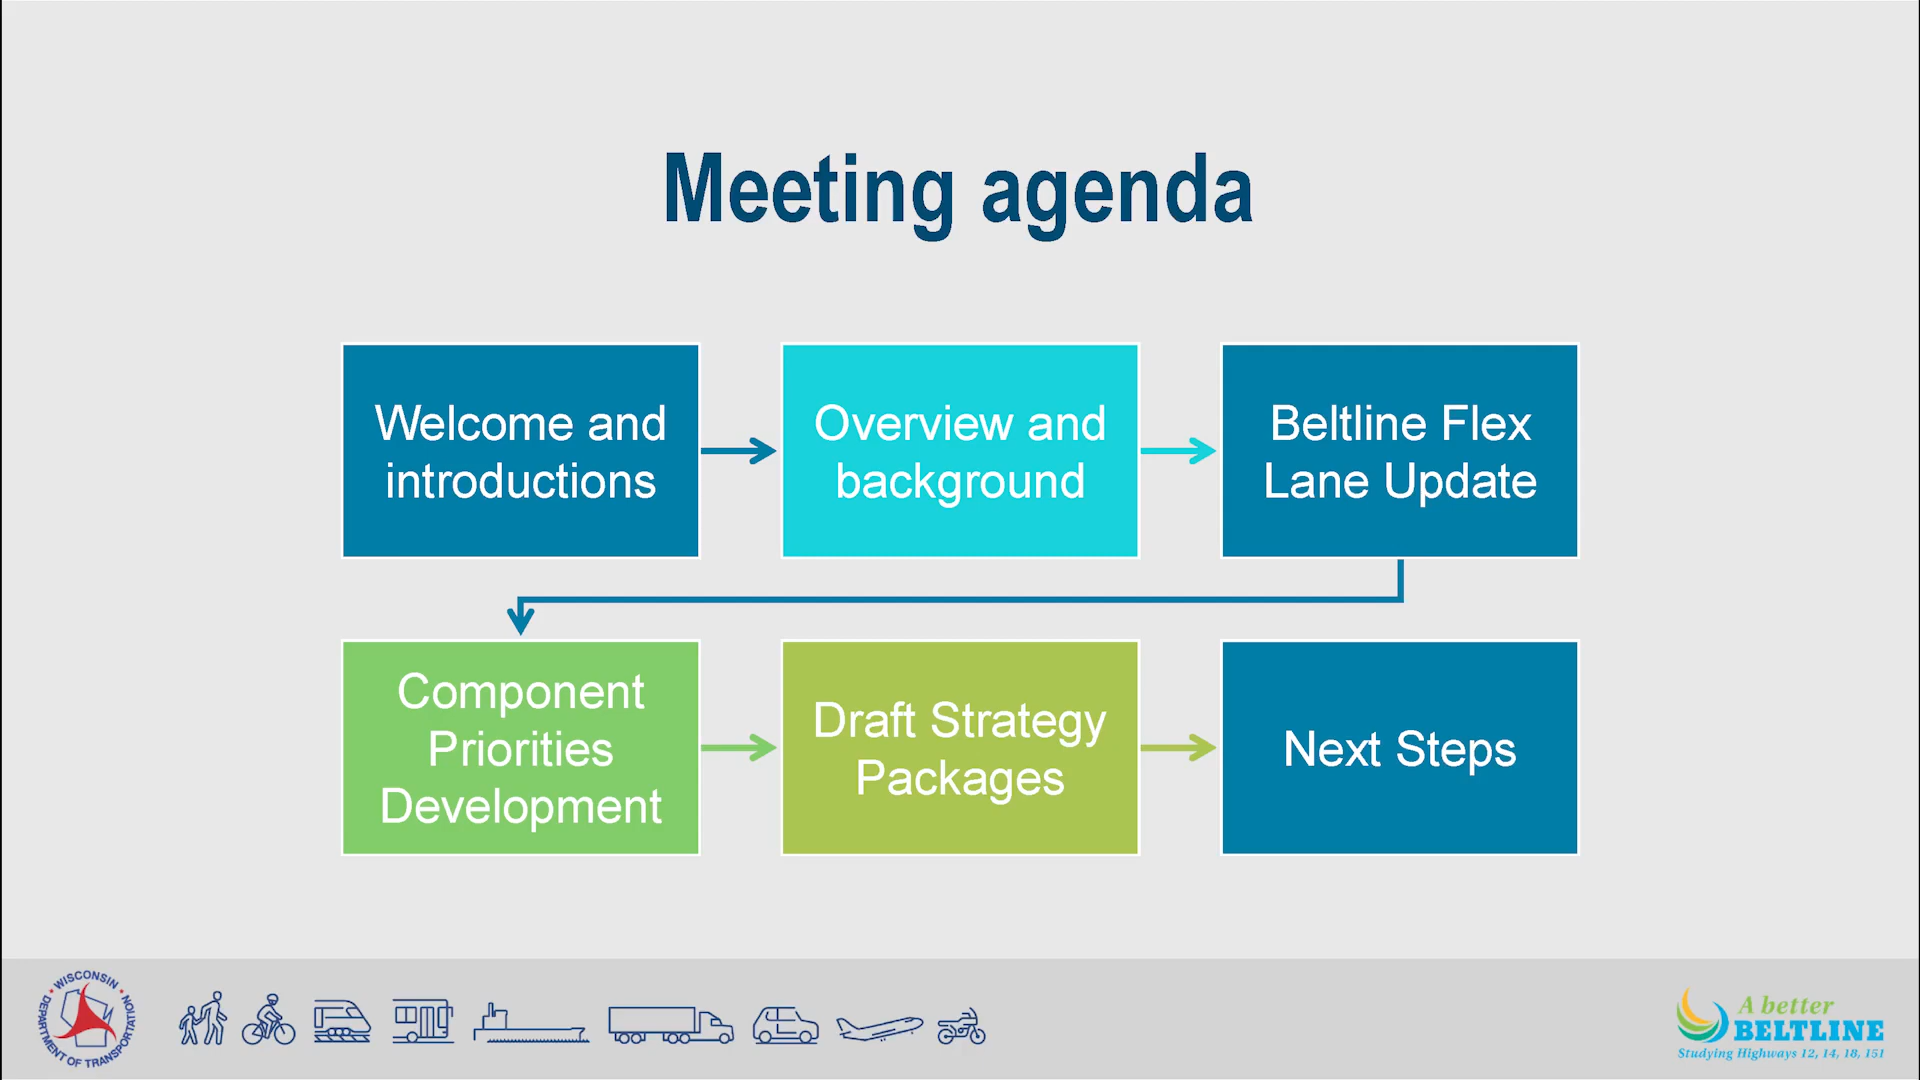 Meeting agenda
Welcome and
introductions
Overview and
background
Beltline Flex
Lane Update
Component
Priorities
Development
Draft Strategy
Packages
Next Steps
WISCONSIN
DEPARTMENT OF TRANSPORTATION
A better
BELTLINE
Studying Highways 12, 14, 18, 151